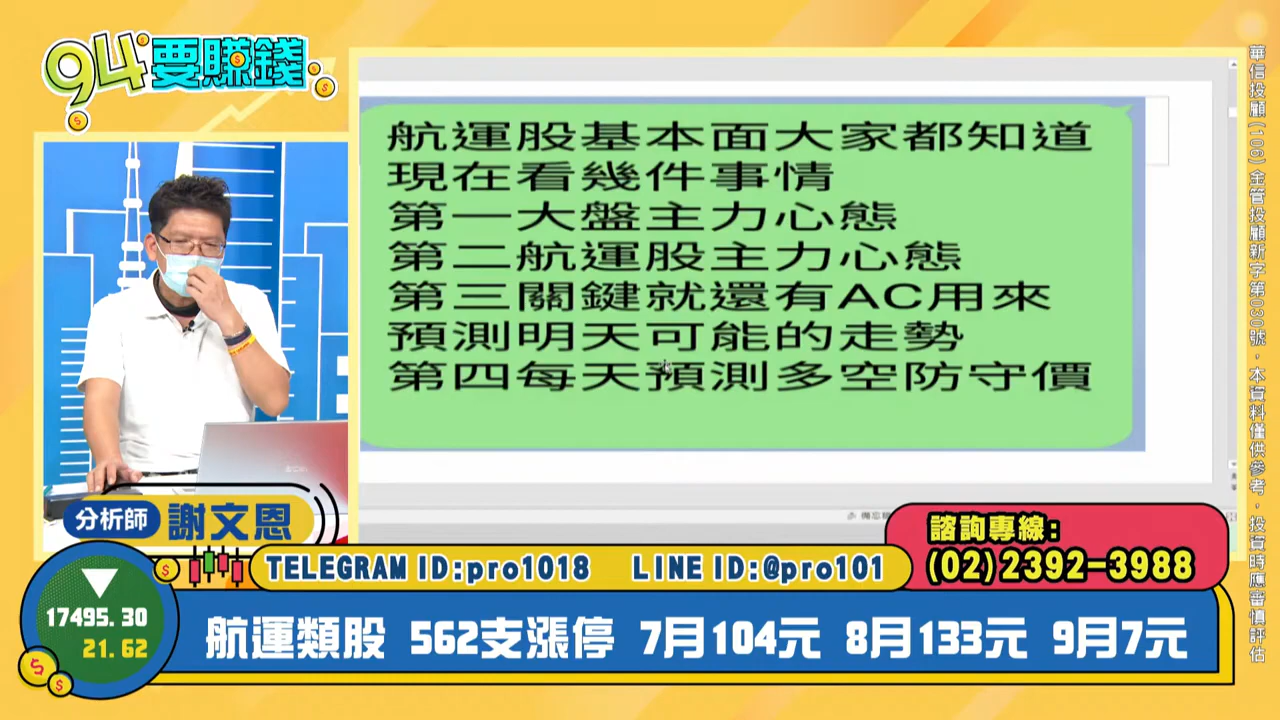 94要賺錢
航運股基本面大家都知道
現在看幾件事情
第一大盤主力心態
第二航運股主力心態
第三關鍵就還有AC用來
預測明天可能的走勢
第四每天預測多空防守價
華信投顧(106)金管投顧新字第030號，本資料僅供參考，投資時應審慎評估
分析師 謝文恩
TELEGRAM ID:pro1018 LINE ID:@pro101
諮詢專線:
(02)2392-3988
17495.30
21.62
航運類股 562支漲停 7月104元 8月133元 9月7元